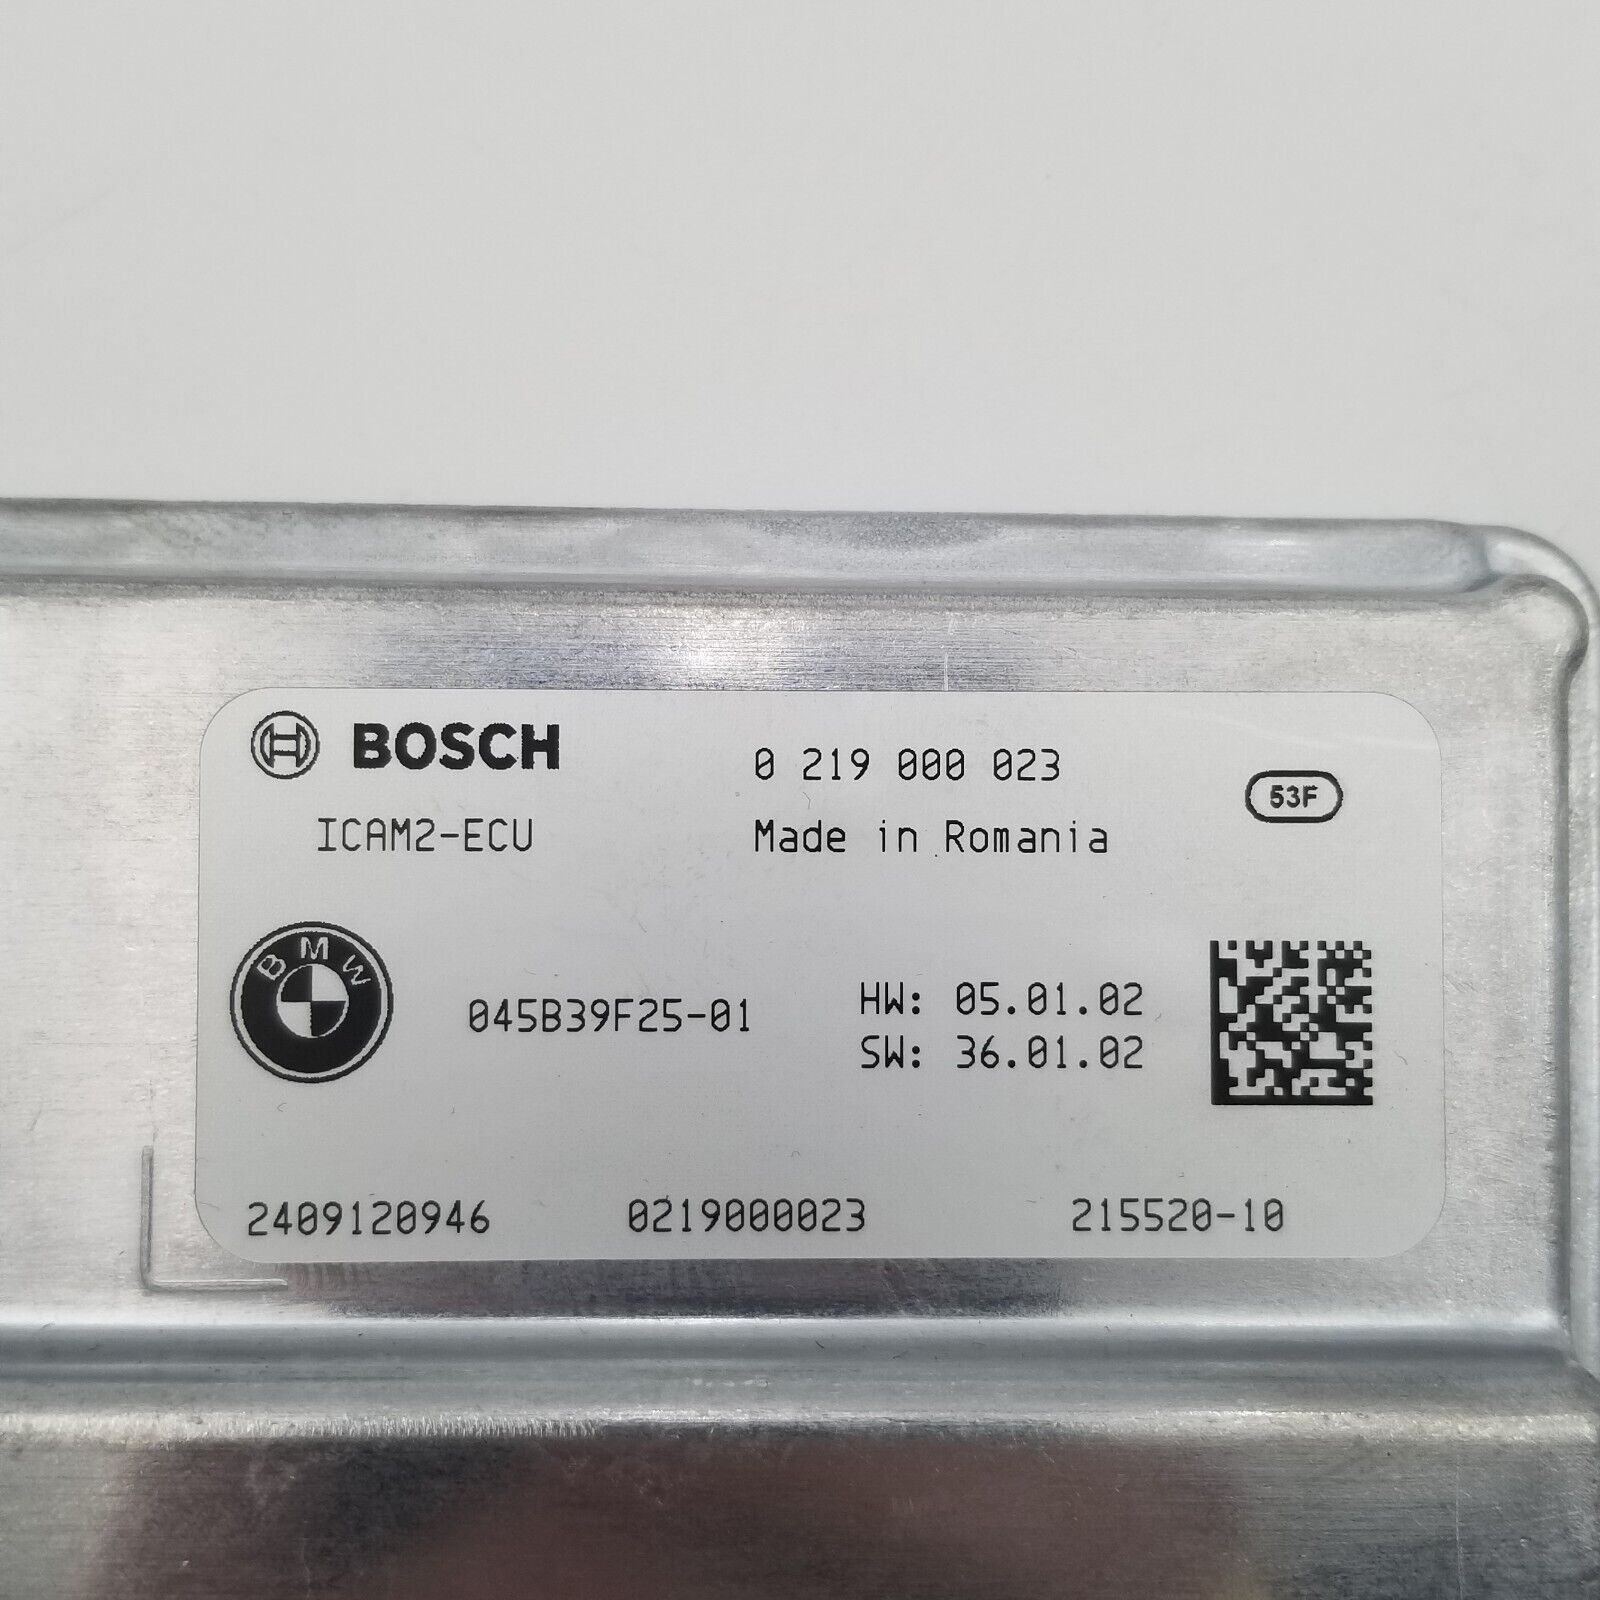 BOSCH 0 219 000 023
53F
ICAM2-ECU Made in Romania
BMW
045B39F25-01 HW: 05.01.02
SW: 36.01.02
2409120946 0219000023 215520-10